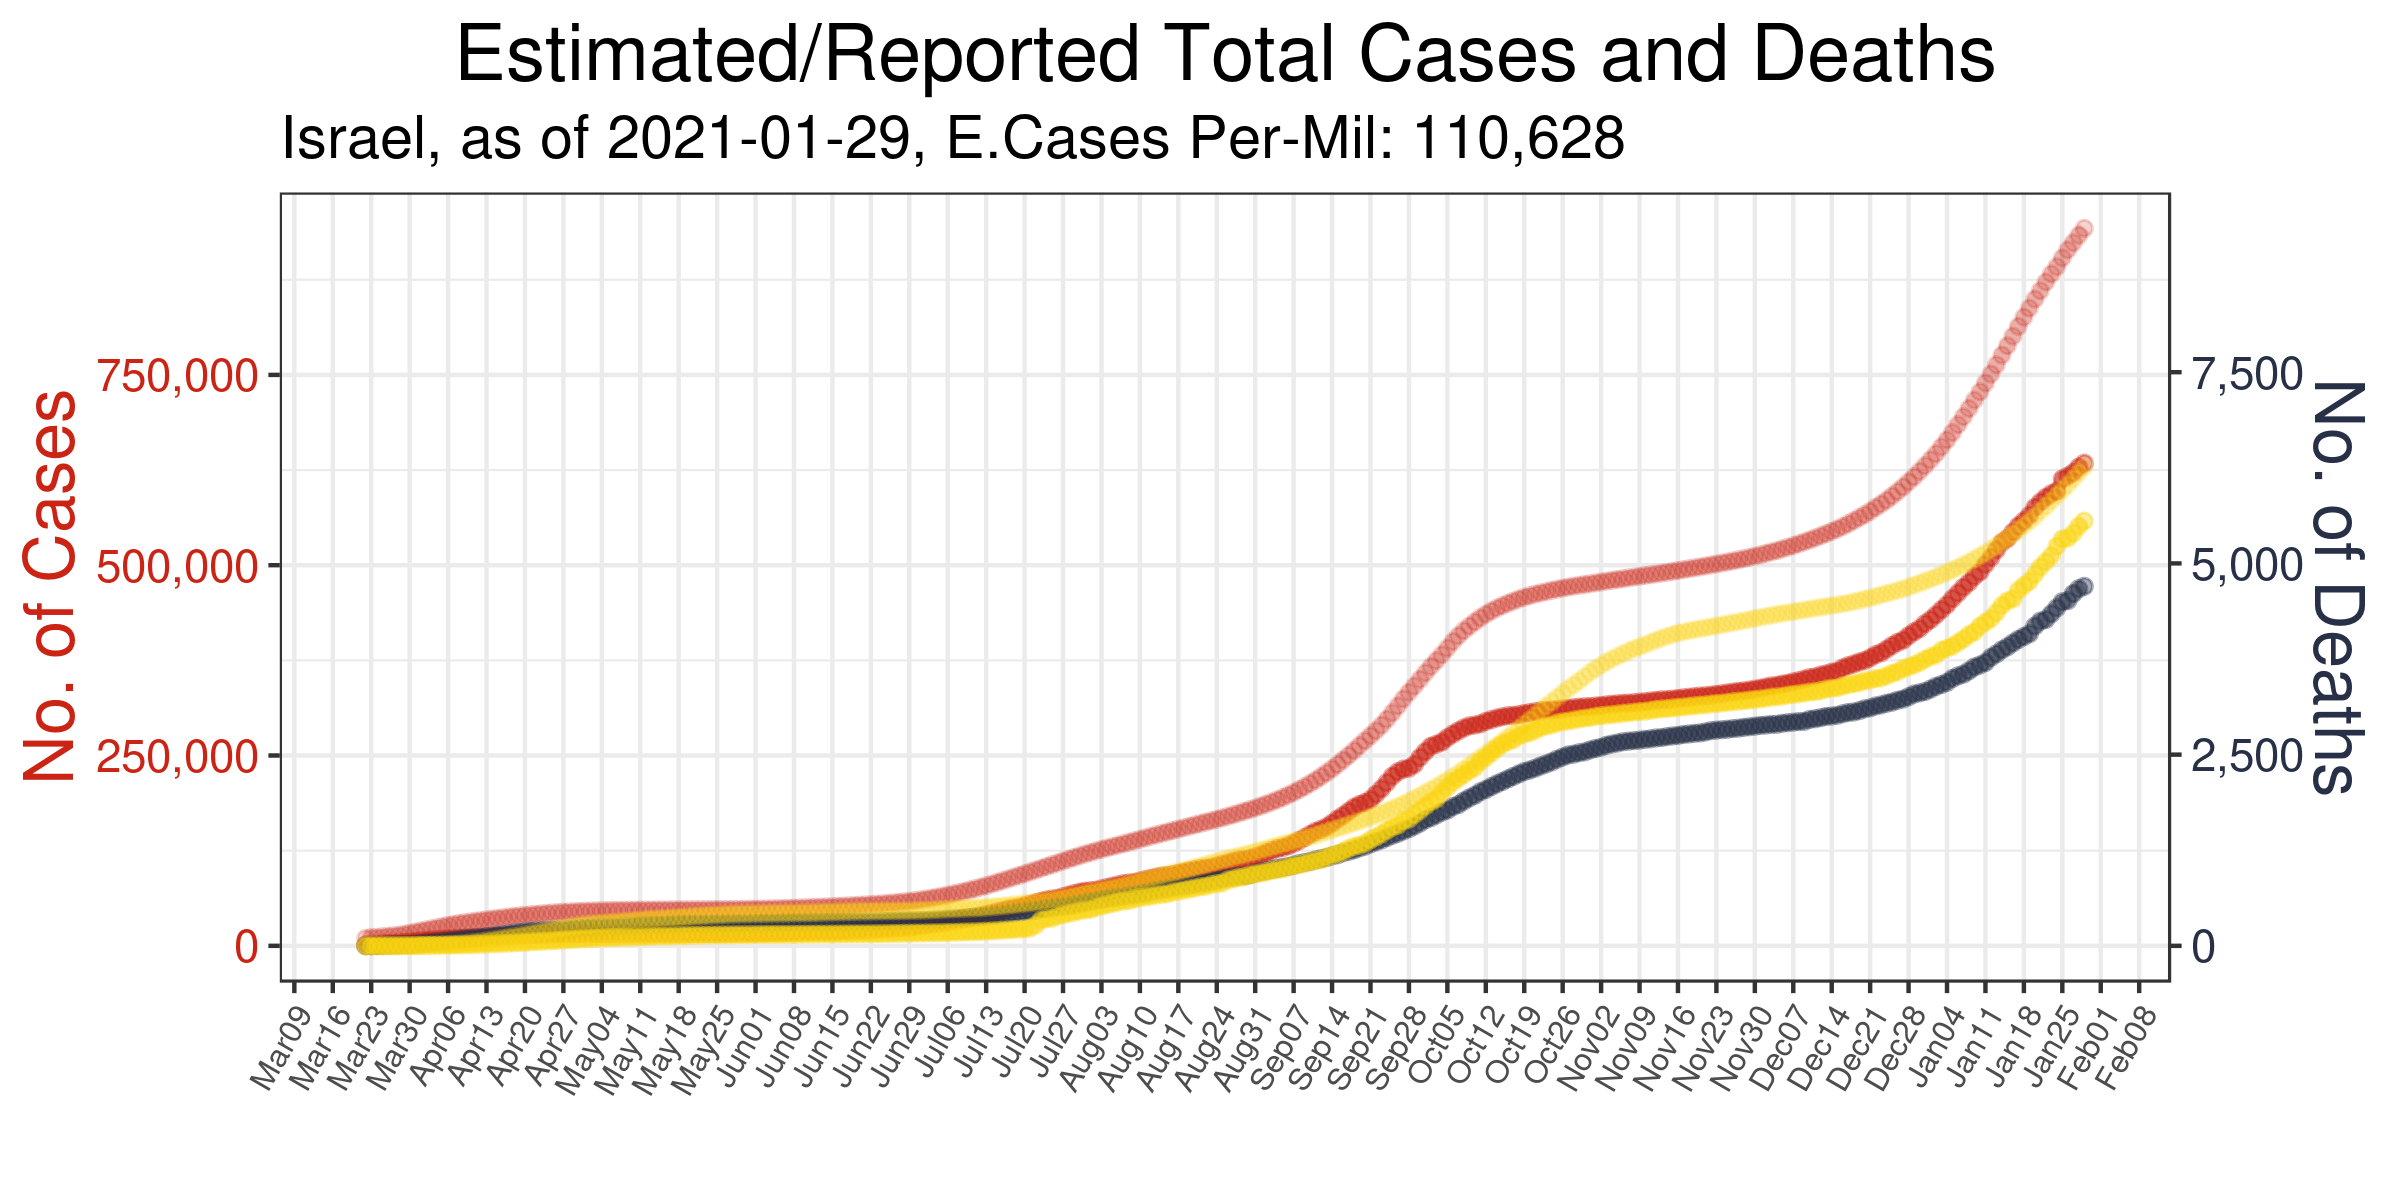 Estimated/Reported Total Cases and Deaths
Israel, as of 2021-01-29, E.Cases Per-Mil: 110,628
No. of Cases
750,000
500,000
250,000
0
7,500
5,000
2,500
0
No. of Deaths
Mar09
Mar16
Mar23
Mar30
Apr06
Apr13
Apr20
Apr27
May04
May11
May18
May25
Jun01
Jun08
Jun15
Jun22
Jun29
Jul06
Jul13
Jul20
Jul27
Aug03
Aug10
Aug17
Aug24
Aug31
Sep07
Sep14
Sep21
Sep28
Oct05
Oct12
Oct19
Oct26
Nov02
Nov09
Nov16
Nov23
Nov30
Dec07
Dec14
Dec21
Dec28
Jan04
Jan11
Jan18
Jan25
Feb01
Feb08